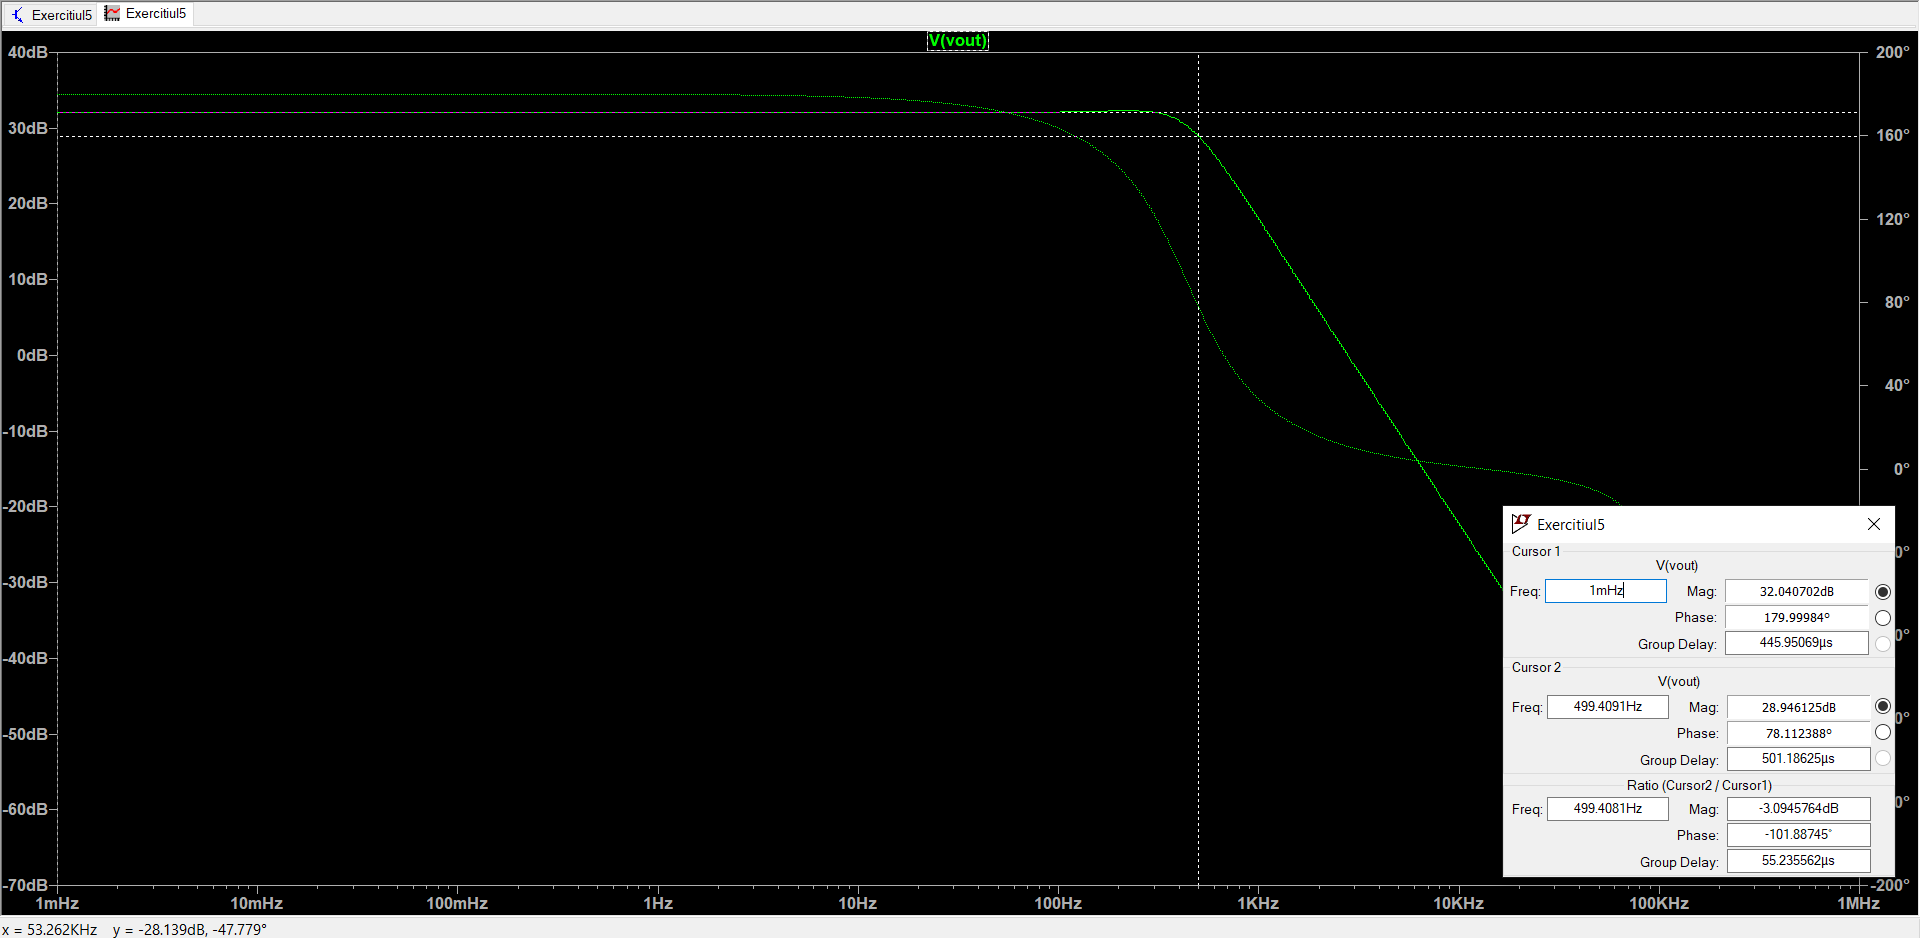 Exercitiul5 Exercitiul5
V(vout)
40dB 200°
30dB 160°
20dB 120°
10dB 80°
0dB 40°
-10dB 0°
-20dB
-30dB
-40dB
-50dB
-60dB
-70dB -200°
1mHz 10mHz 100mHz 1Hz 10Hz 100Hz 1KHz 10KHz 100KHz 1MHz
Exercitiul5
Cursor 1
V(vout)
Freq: 1mHz Mag: 32.040702dB
Phase: 179.99984°
Group Delay: 445.95069µs
Cursor 2
V(vout)
Freq: 499.4091Hz Mag: 28.946125dB
Phase: 78.112388°
Group Delay: 501.18625µs
Ratio (Cursor2 / Cursor1)
Freq: 499.4081Hz Mag: -3.0945764dB
Phase: -101.88745°
Group Delay: 55.235562µs
x = 53.262KHz y = -28.139dB, -47.779°